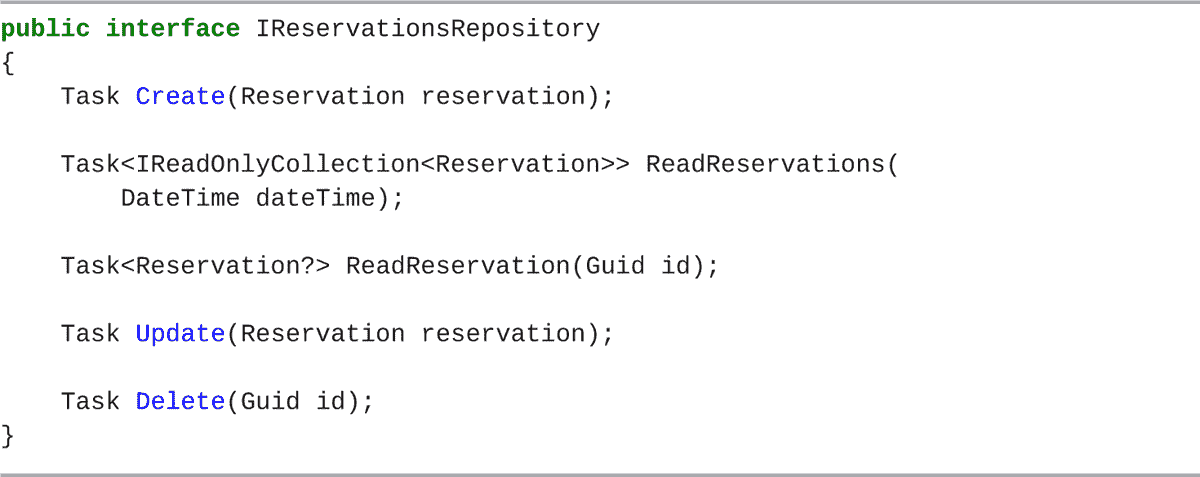 public interface IReservationsRepository
{
    Task Create(Reservation reservation);
    Task<IReadOnlyCollection<Reservation>> ReadReservations(
        DateTime dateTime);
    Task<Reservation?> ReadReservation(Guid id);
    Task Update(Reservation reservation);
    Task Delete(Guid id);
}